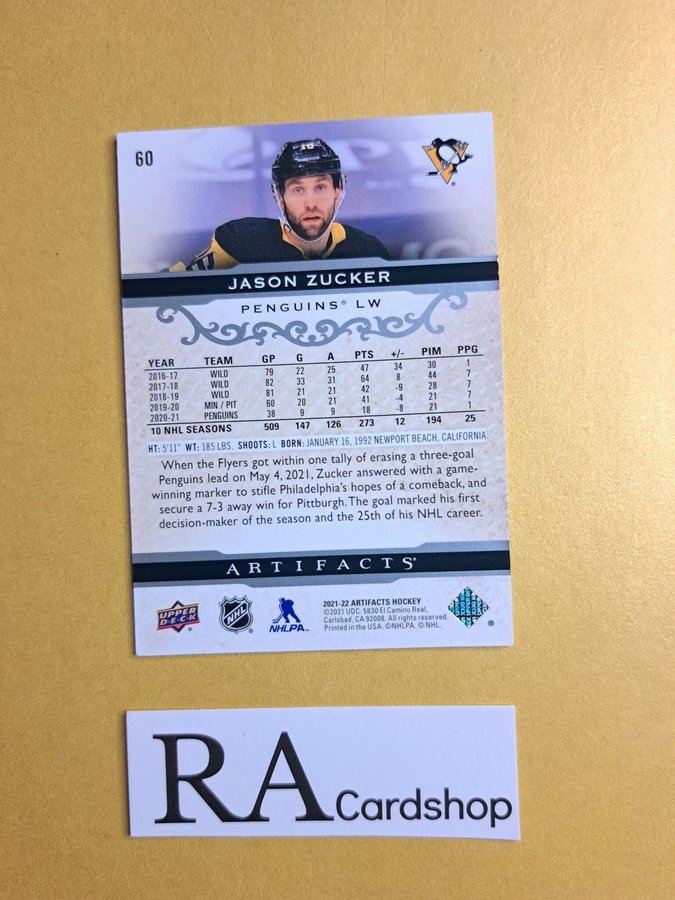 60
JASON ZUCKER
PENGUINS® LW
YEAR TEAM GP G A PTS +/- PIM PPG
2016-17 WILD 79 22 25 47 34 30 1
2017-18 WILD 82 33 31 64 8 44 7
2018-19 WILD 81 21 21 42 -9 28 7
2019-20 MIN / PIT 60 20 21 41 -4 21 7
2020-21 PENGUINS 38 9 9 18 -8 21 1
10 NHL SEASONS 509 147 126 273 12 194 25
HT: 5'11" WT: 185 LBS. SHOOTS: L BORN: JANUARY 16, 1992 NEWPORT BEACH, CALIFORNIA
When the Flyers got within one tally of erasing a three-goal
Penguins lead on May 4, 2021, Zucker answered with a game-
winning marker to stifle Philadelphia's hopes of a comeback, and
secure a 7-3 away win for Pittburgh. The goal marked his first
decision-maker of the season and the 25th of his NHL career.
ARTIFACTS®
UPPER DECK
NHL
NHLPA
2021-22 ARTIFACTS HOCKEY
©2021 UDC. 5830 El Camino Real,
Carlsbad, CA 92008. All rights reserved.
Printed in the USA. ©NHLPA. © NHL.
RA Cardshop